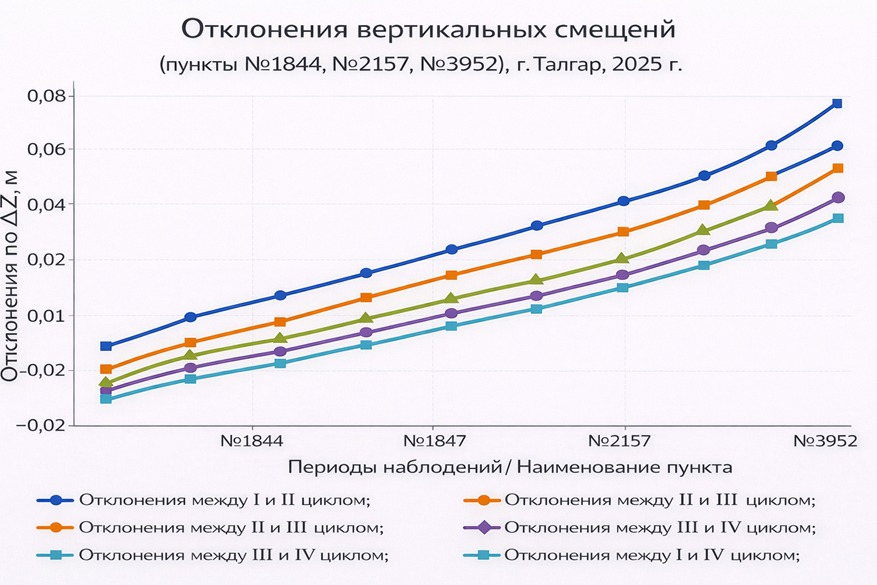 Отклонения вертикальных смещенй
(пункты №1844, №2157, №3952), г. Талгар, 2025 г.
Отклонения по ΔZ, м
0,08
0,06
0,04
0,02
0,01
-0,02
−0,02
№1844 №1847 №2157 №3952
Периоды наблодений / Наименование пункта
Отклонения между I и II циклом; Отклонения между II и III циклом;
Отклонения между II и III циклом; Отклонения между III и IV циклом;
Отклонения между III и IV циклом; Отклонения между I и IV циклом;